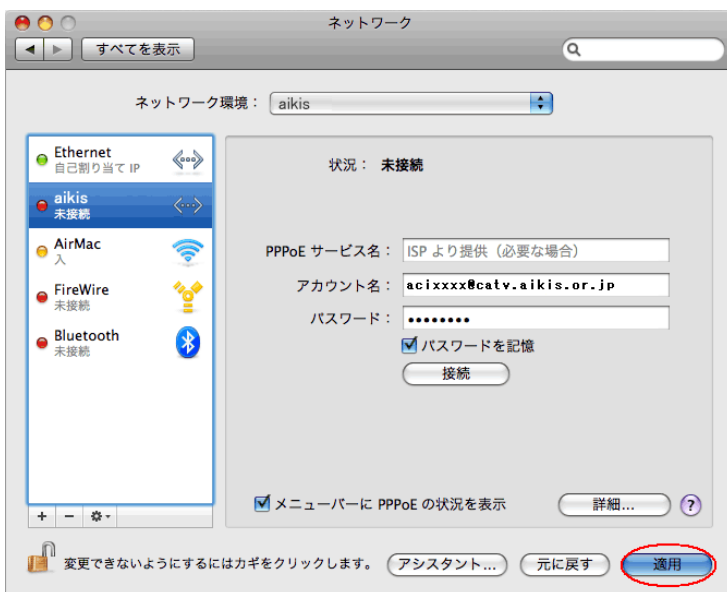 ネットワーク
すべてを表示
ネットワーク環境： aikis
Ethernet
自己割り当て IP
aikis
未接続
AirMac
入
FireWire
未接続
Bluetooth
未接続
状況： 未接続
PPPoE サービス名： ISP より提供（必要な場合）
アカウント名： acixxxx@catv.aikis.or.jp
パスワード： ••••••••
パスワードを記憶
接続
メニューバーに PPPoE の状況を表示
詳細... ?
変更できないようにするにはカギをクリックします。 アシスタント... 元に戻す 適用